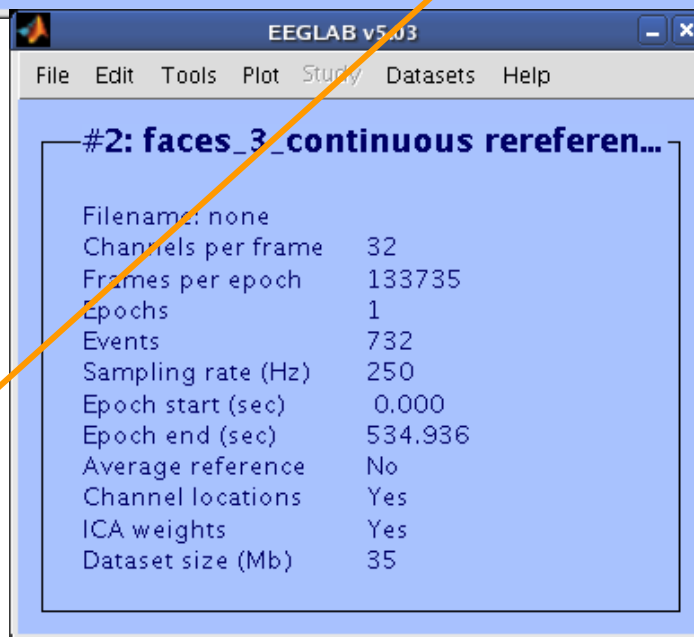 EEGLAB v5.03
File Edit Tools Plot Study Datasets Help
#2: faces_3_continuous rereferen...
Filename: none
Channels per frame 32
Frames per epoch 133735
Epochs 1
Events 732
Sampling rate (Hz) 250
Epoch start (sec) 0.000
Epoch end (sec) 534.936
Average reference No
Channel locations Yes
ICA weights Yes
Dataset size (Mb) 35